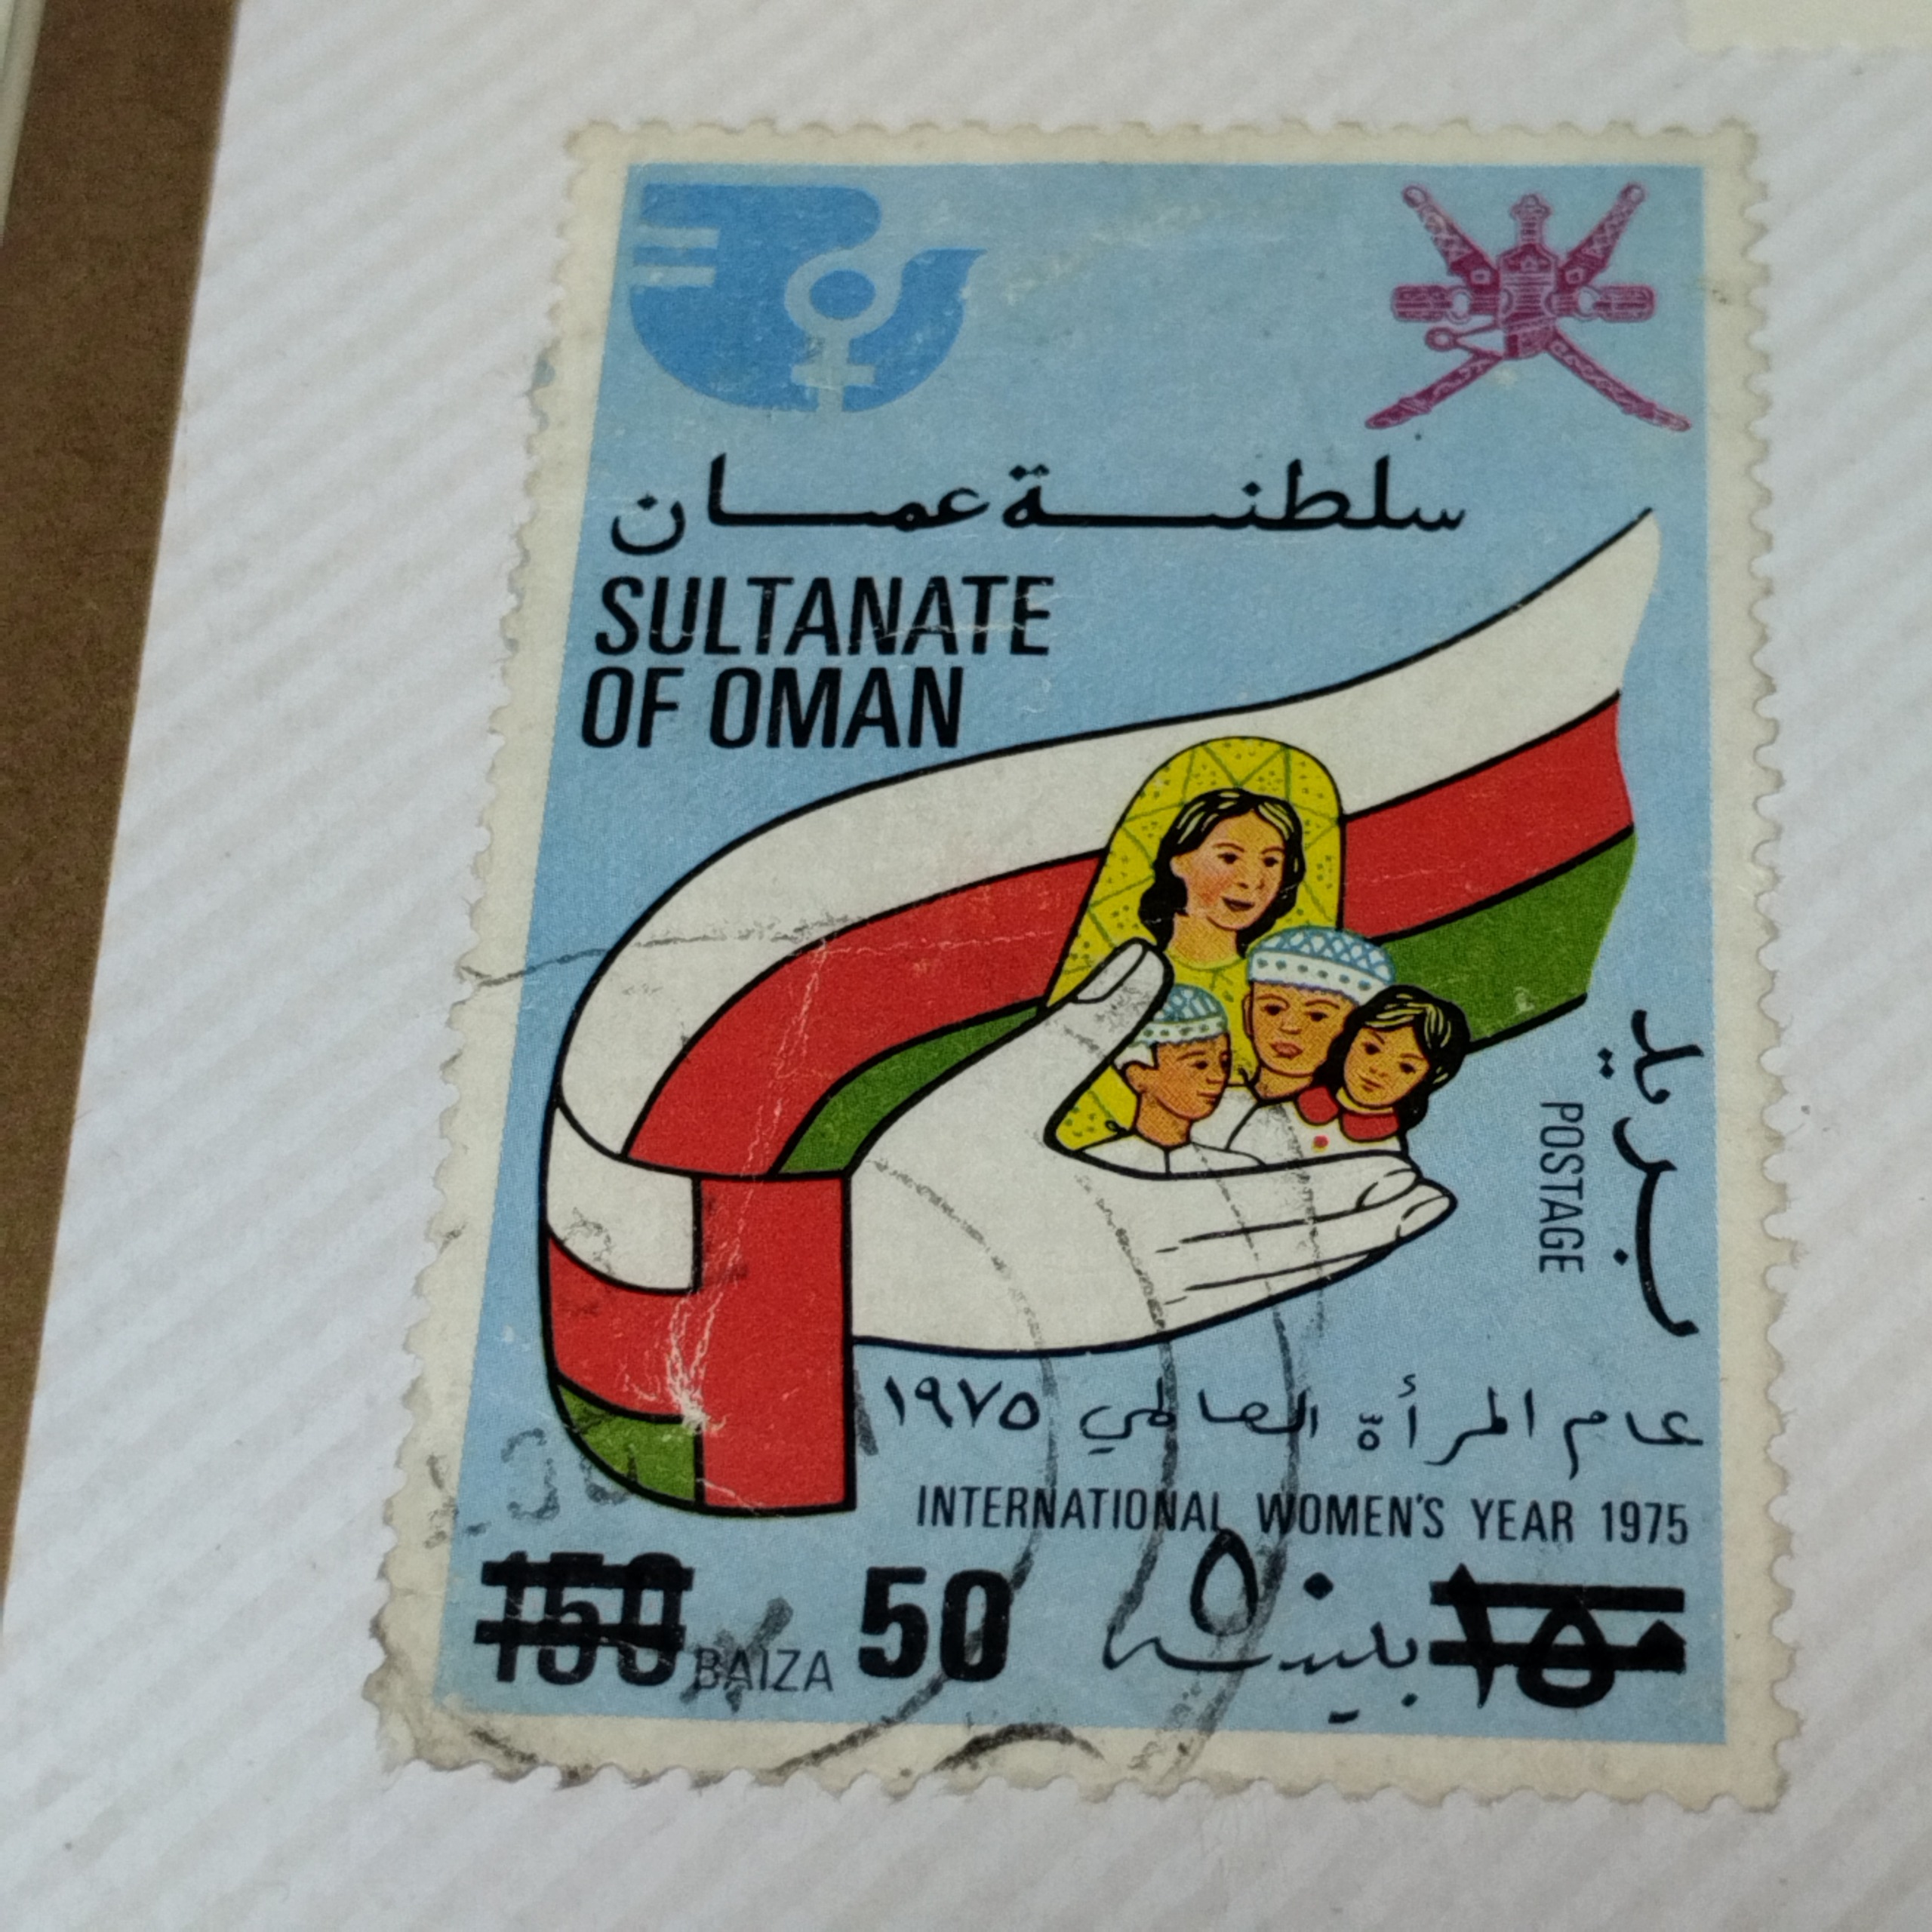 سلطنة عمان
SULTANATE
OF OMAN
بريد
POSTAGE
عام المرأة العالمي ١٩٧٥
INTERNATIONAL WOMEN'S YEAR 1975
150 BAIZA 50 ٥٠ بيسة ١٥٠